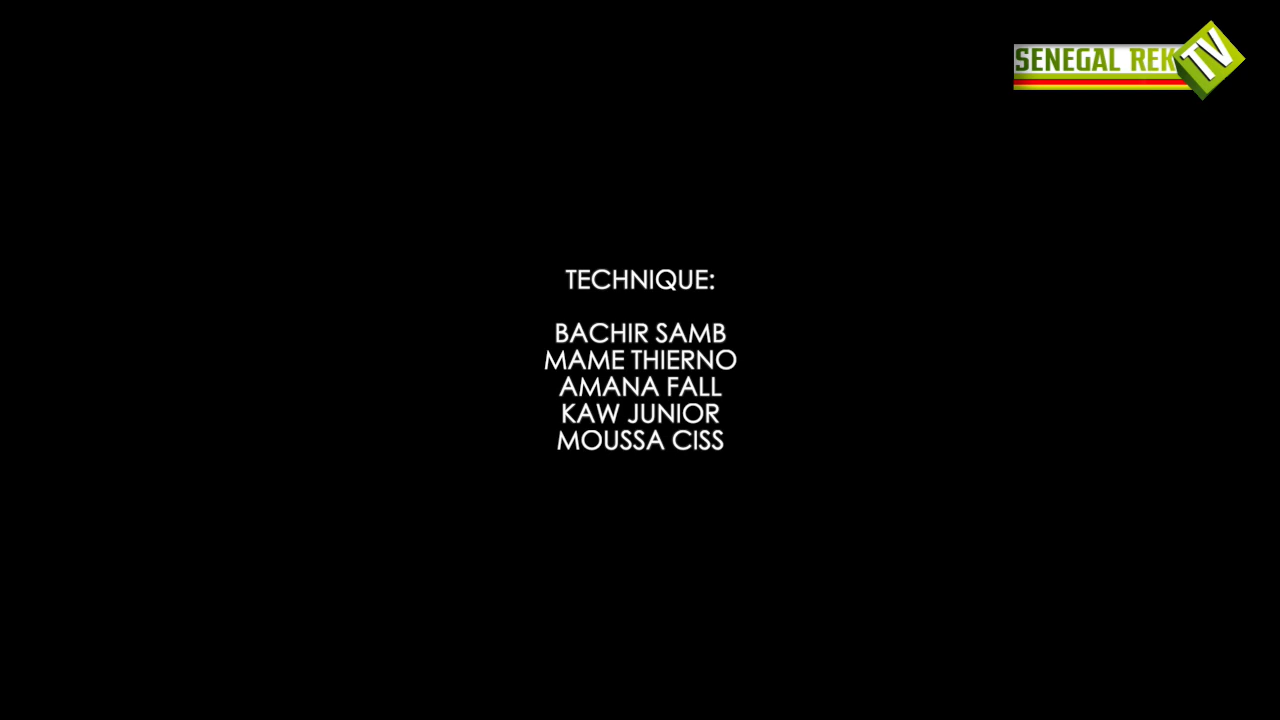 SENEGAL REK TV
TECHNIQUE:
BACHIR SAMB
MAME THIERNO
AMANA FALL
KAW JUNIOR
MOUSSA CISS